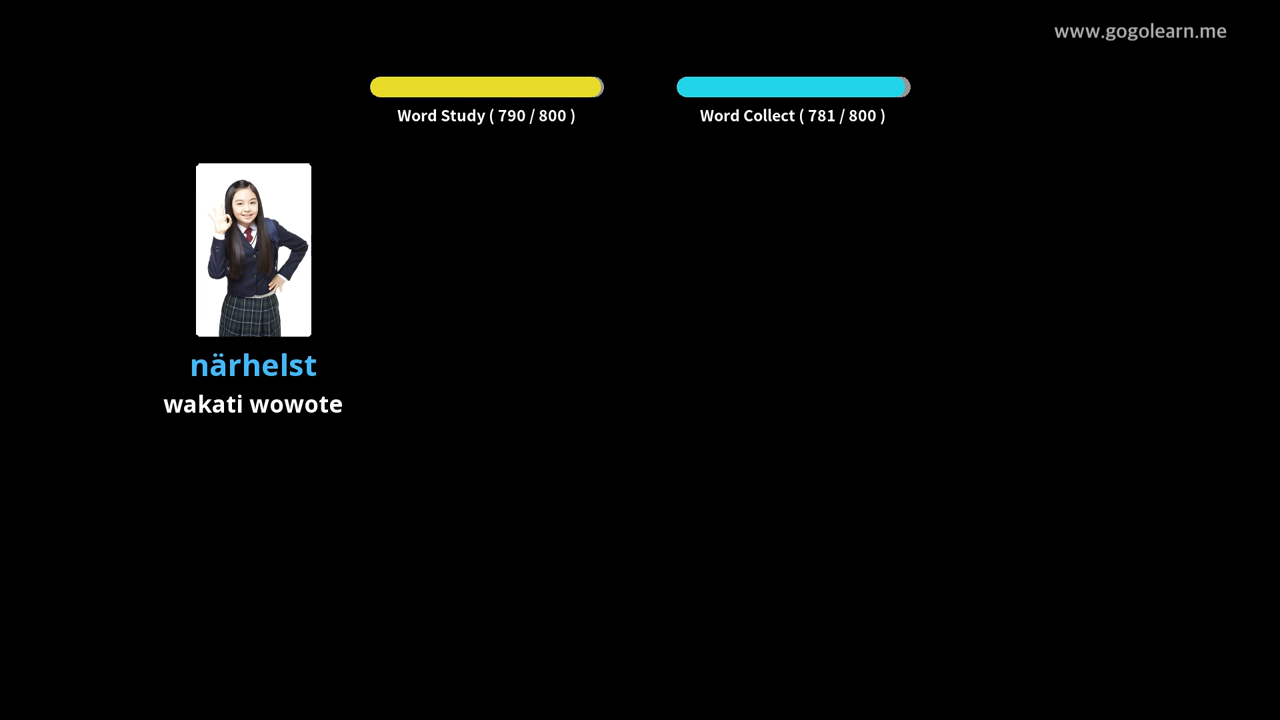 www.gogolearn.me
Word Study ( 790 / 800 )
Word Collect ( 781 / 800 )
närhelst
wakati wowote